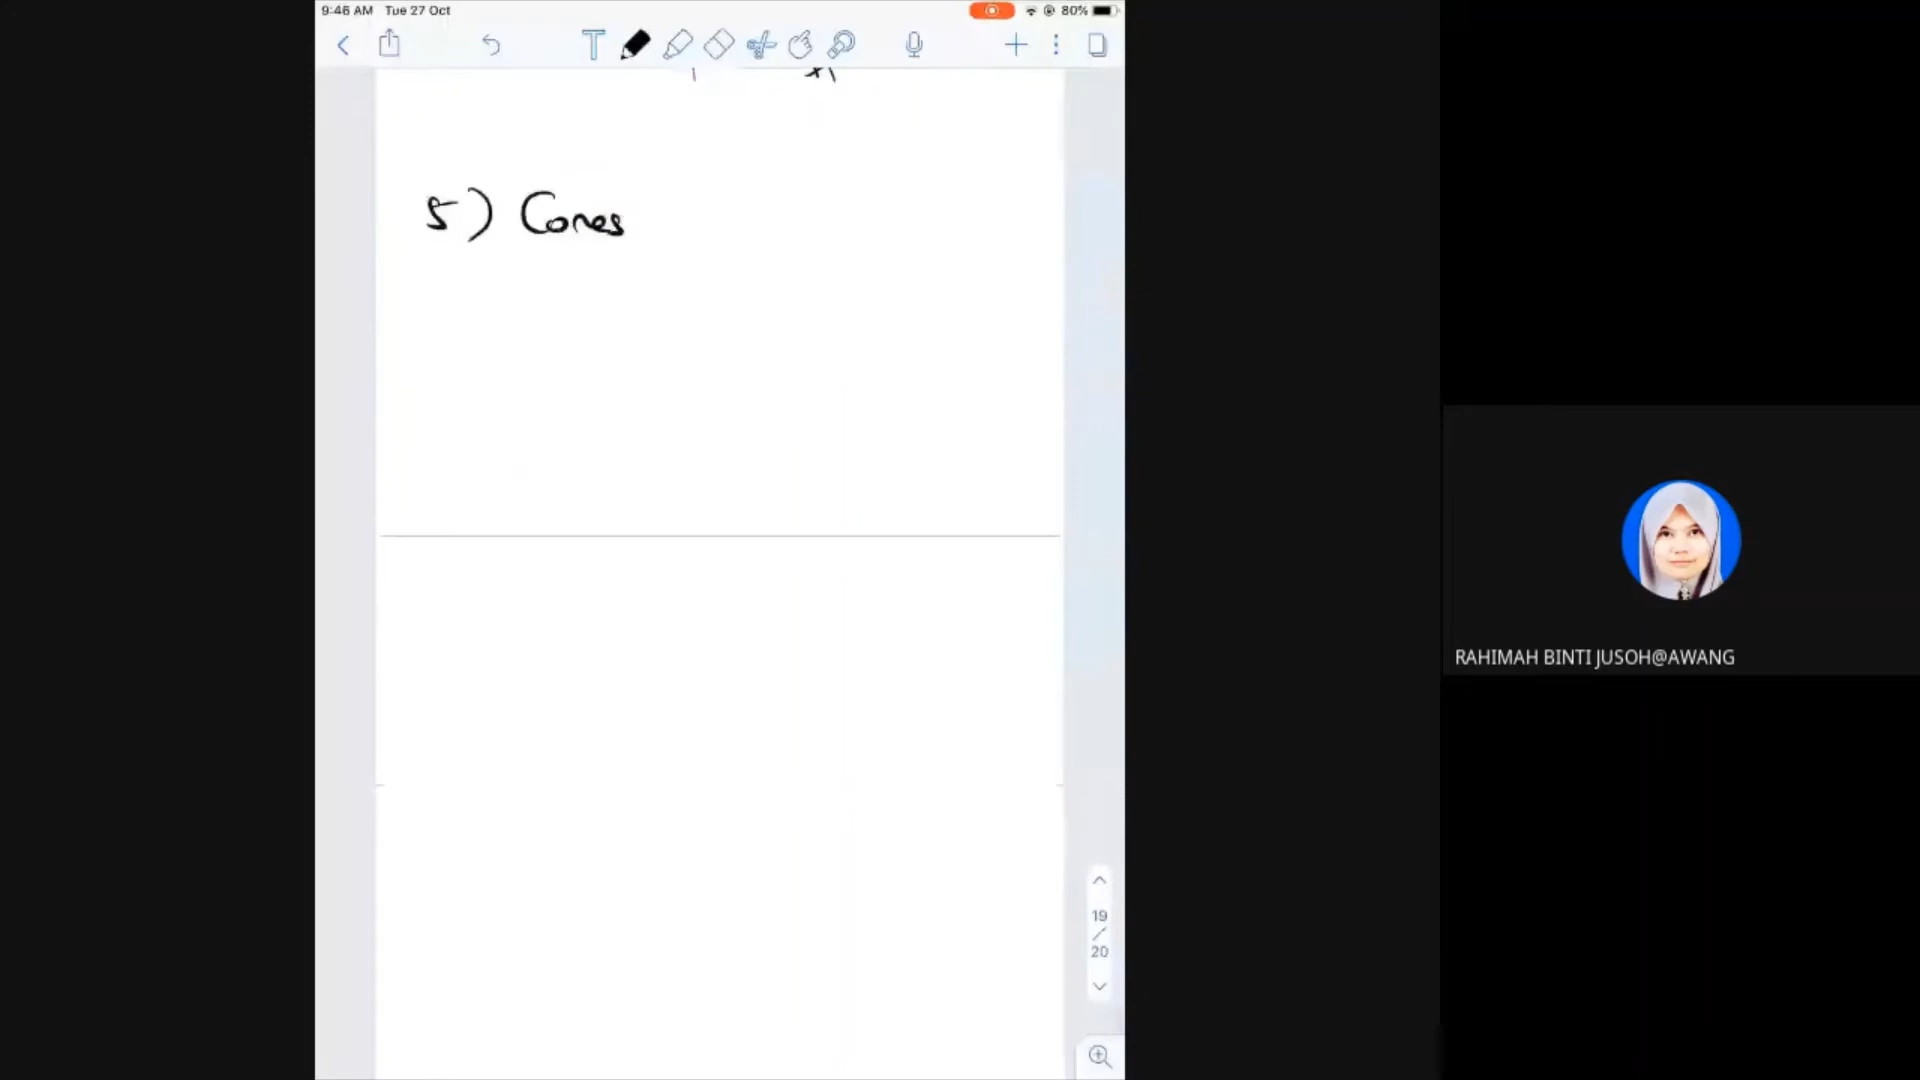 9:46 AM Tue 27 Oct
80%
5) Cones
RAHIMAH BINTI JUSOH@AWANG
19
/
20